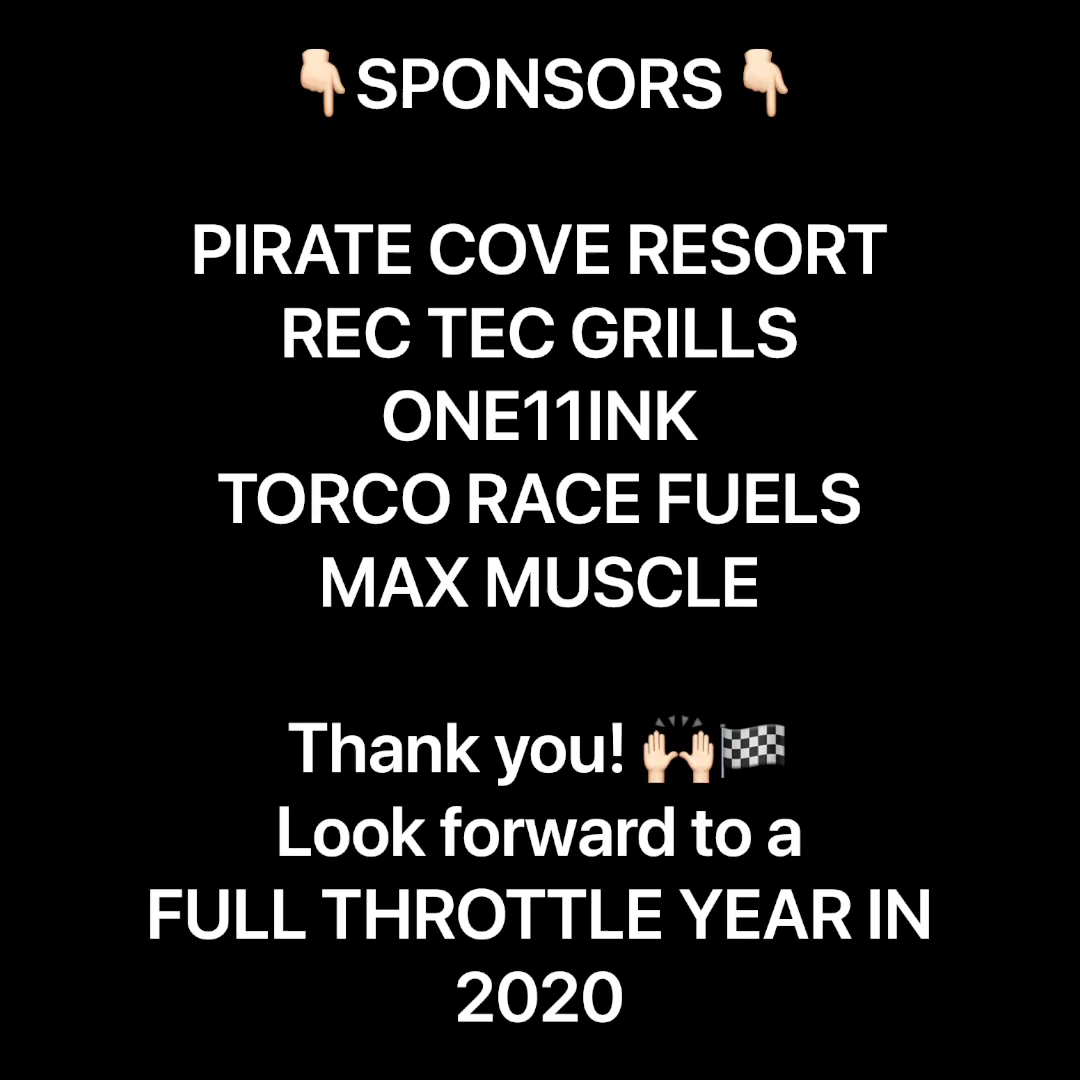 👇🏻SPONSORS👇🏻
PIRATE COVE RESORT
REC TEC GRILLS
ONE11INK
TORCO RACE FUELS
MAX MUSCLE
Thank you! 🙌🏻🏁
Look forward to a
FULL THROTTLE YEAR IN
2020